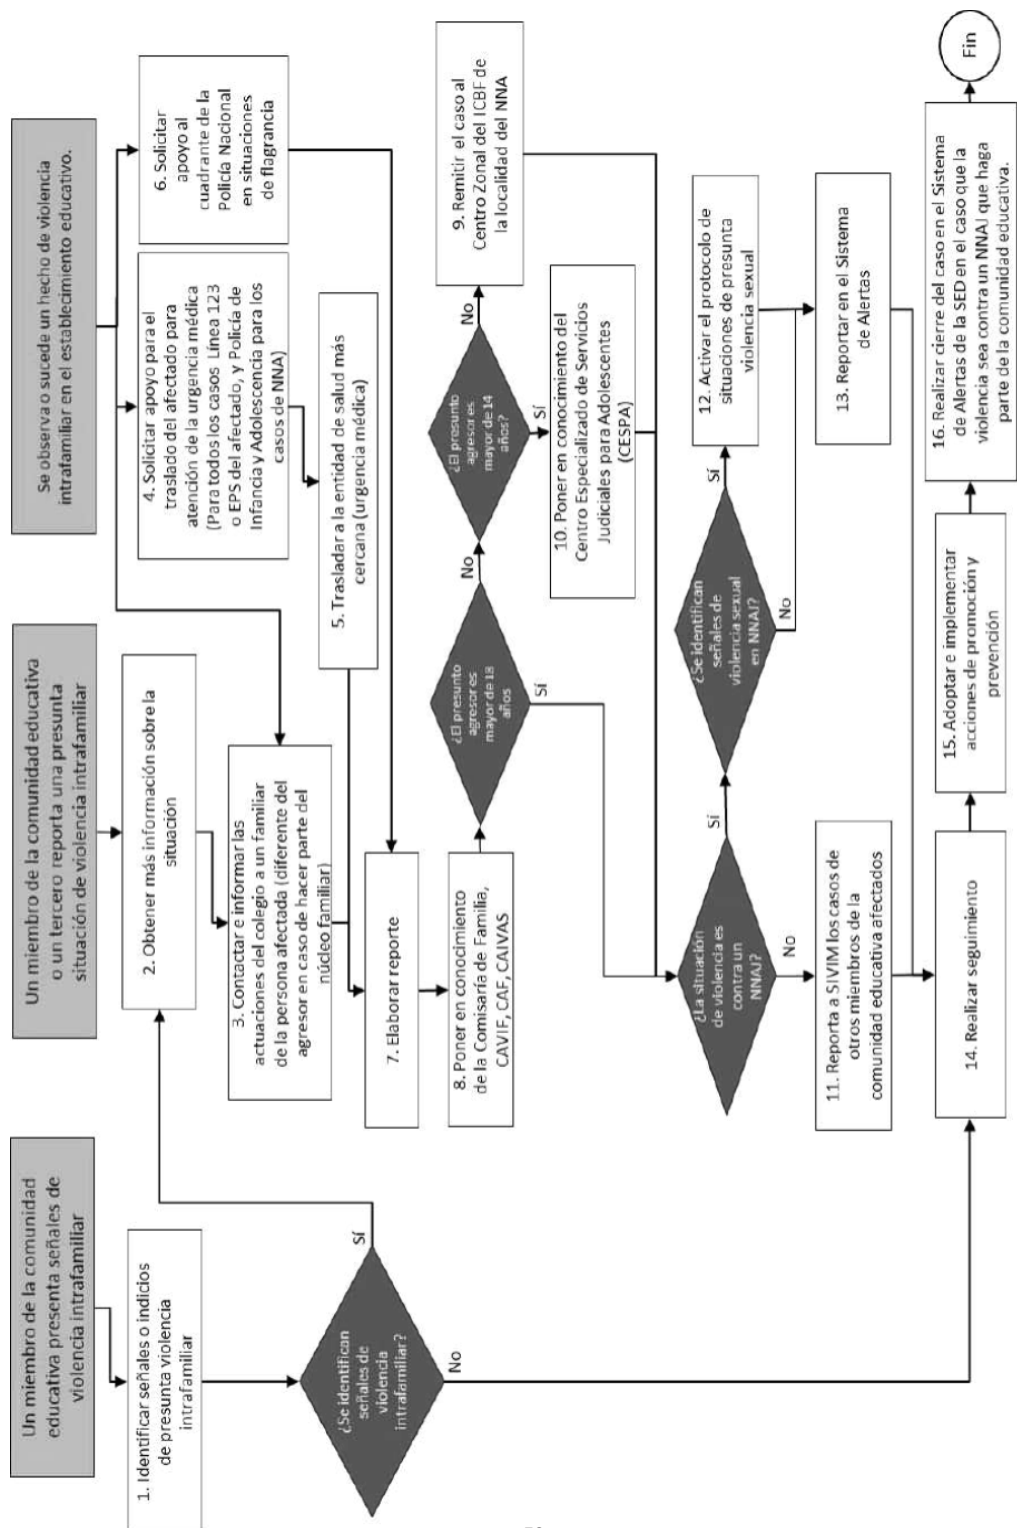 Un miembro de la comunidad
educativa presenta señales de
violencia intrafamiliar
Un miembro de la comunidad educativa
o un tercero reporta una presunta
situación de violencia intrafamiliar
Se observa o sucede un hecho de violencia
intrafamiliar en el establecimiento educativo.
1. Identificar señales o indicios
de presunta violencia
intrafamiliar
¿Se identifican
señales de
violencia
intrafamiliar?
Sí
No
2. Obtener más información sobre la
situación
3. Contactar e informar las
actuaciones del colegio a un familiar
de la persona afectada (diferente del
agresor en caso de hacer parte del
núcleo familiar)
4. Solicitar apoyo para el
traslado del afectado para
atención de la urgencia médica
(Para todos los casos Línea 123
o EPS del afectado, y Policía de
Infancia y Adolescencia para los
casos de NNA)
5. Trasladar a la entidad de salud más
cercana (urgencia médica)
6. Solicitar
apoyo al
cuadrante de la
Policía Nacional
en situaciones
de flagrancia
7. Elaborar reporte
8. Poner en conocimiento
de la Comisaría de Familia,
CAVIF, CAF, CAIVAS
¿El presunto
agresor es
mayor de 18
años
No
Sí
¿El presunto
agresor es
mayor de 14
años?
No
Sí
9. Remitir el caso al
Centro Zonal del ICBF de
la localidad del NNA
10. Poner en conocimiento del
Centro Especializado de Servicios
Judiciales para Adolescentes
(CESPA)
¿La situación
de violencia es
contra un
NNAJ?
Sí
No
¿Se identifican
señales de
violencia sexual
en NNAJ?
Sí
No
11. Reporta a SIVIM los casos de
otros miembros de la
comunidad educativa afectados
12. Activar el protocolo de
situaciones de presunta
violencia sexual
13. Reportar en el Sistema
de Alertas
14. Realizar seguimiento
15. Adoptar e implementar
acciones de promoción y
prevención
16. Realizar cierre del caso en el Sistema
de Alertas de la SED en el caso que la
violencia sea contra un NNAJ que haga
parte de la comunidad educativa.
Fin